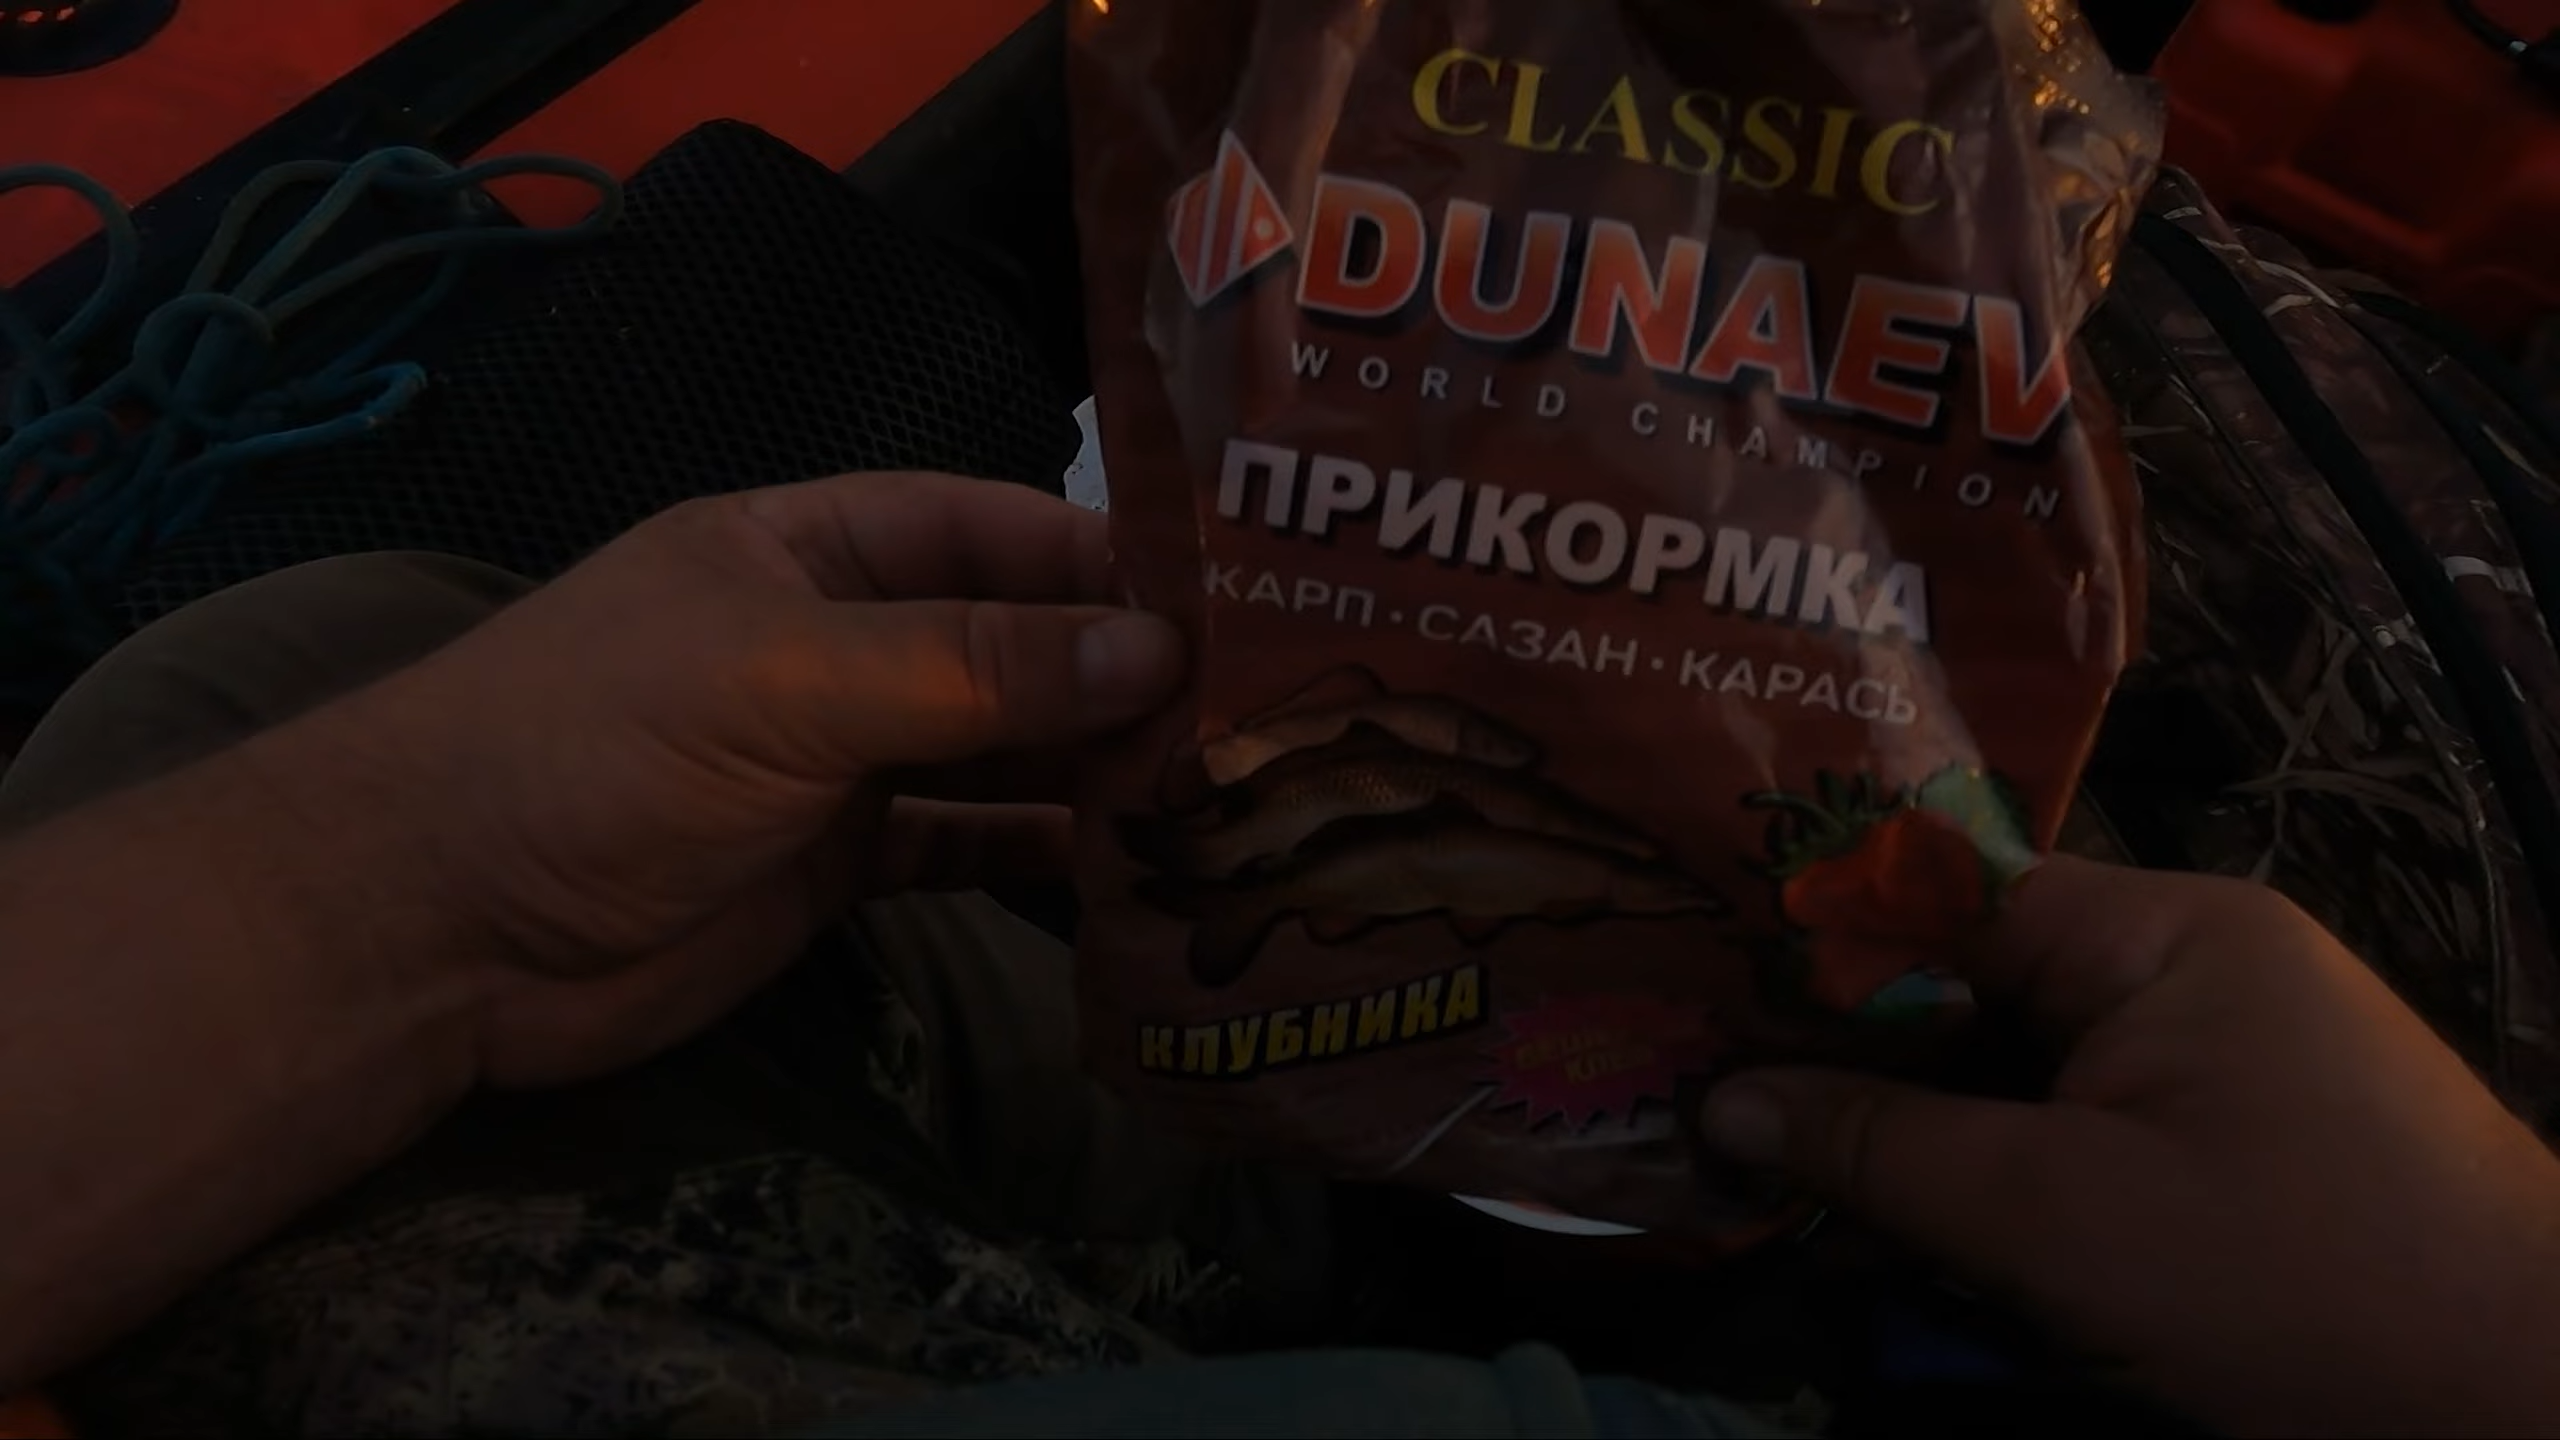 CLASSIC
DUNAEV
WORLD CHAMPION
ПРИКОРМКА
КАРП • САЗАН • КАРАСЬ
КЛУБНИКА